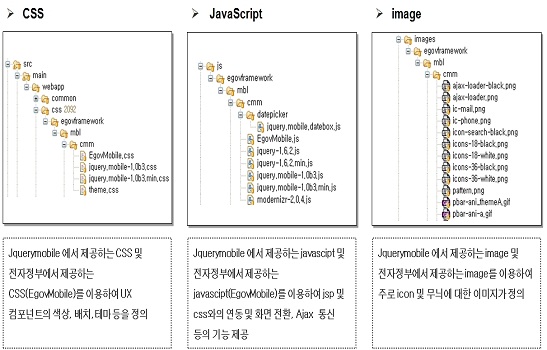 CSS
src
main
webapp
common
css 2092
egovframework
mbl
cmm
EgovMobile,css
jquery,mobile-1,0b3,css
jquery,mobile-1,0b3,min,css
theme,css
Jquerymobile 에서 제공하는 CSS 및
전자정부에서 제공하는
CSS(EgovMobile)를 이용하여 UX
컴포넌트의 색상, 배치,테마 등을 정의
JavaScript
js
egovframework
mbl
cmm
datepicker
jquery,mobile,datebox,js
EgovMobile,js
jquery-1,6,2,js
jquery-1,6,2,min,js
jquery,mobile-1,0b3,js
jquery,mobile-1,0b3,min,js
modernizr-2,0,4,js
Jquerymobile 에서 제공하는 javascipt 및
전자정부에서 제공하는
javascipt(EgovMobile)를 이용하여 jsp 및
css와의 연동 및 화면 전환, Ajax 통신
등의 기능 제공
image
images
egovframework
mbl
cmm
ajax-loader-black,png
ajax-loader,png
ic-mail,png
ic-phone,png
icon-search-black,png
icons-18-black,png
icons-18-white,png
icons-36-black,png
icons-36-white,png
pattern,png
pbar-ani_themeA,gif
pbar-ani-a,gif
Jquerymobile 에서 제공하는 image 및
전자정부에서 제공하는 image를 이용하여
주로 icon 및 무늬에 대한 이미지가 정의